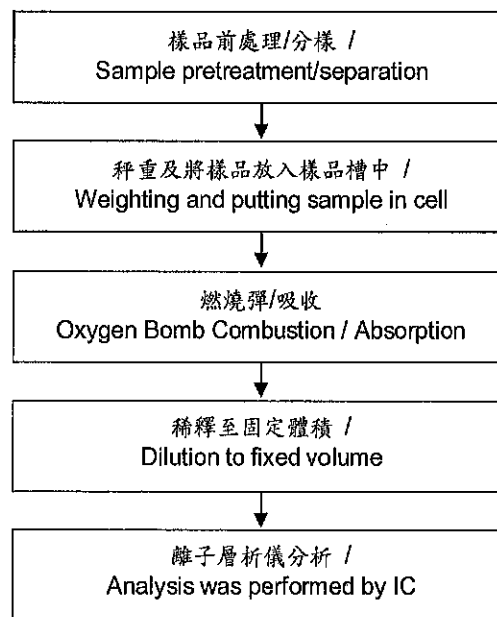 樣品前處理/分樣 /
Sample pretreatment/separation
秤重及將樣品放入樣品槽中 /
Weighting and putting sample in cell
燃燒彈/吸收
Oxygen Bomb Combustion / Absorption
稀釋至固定體積 /
Dilution to fixed volume
離子層析儀分析 /
Analysis was performed by IC